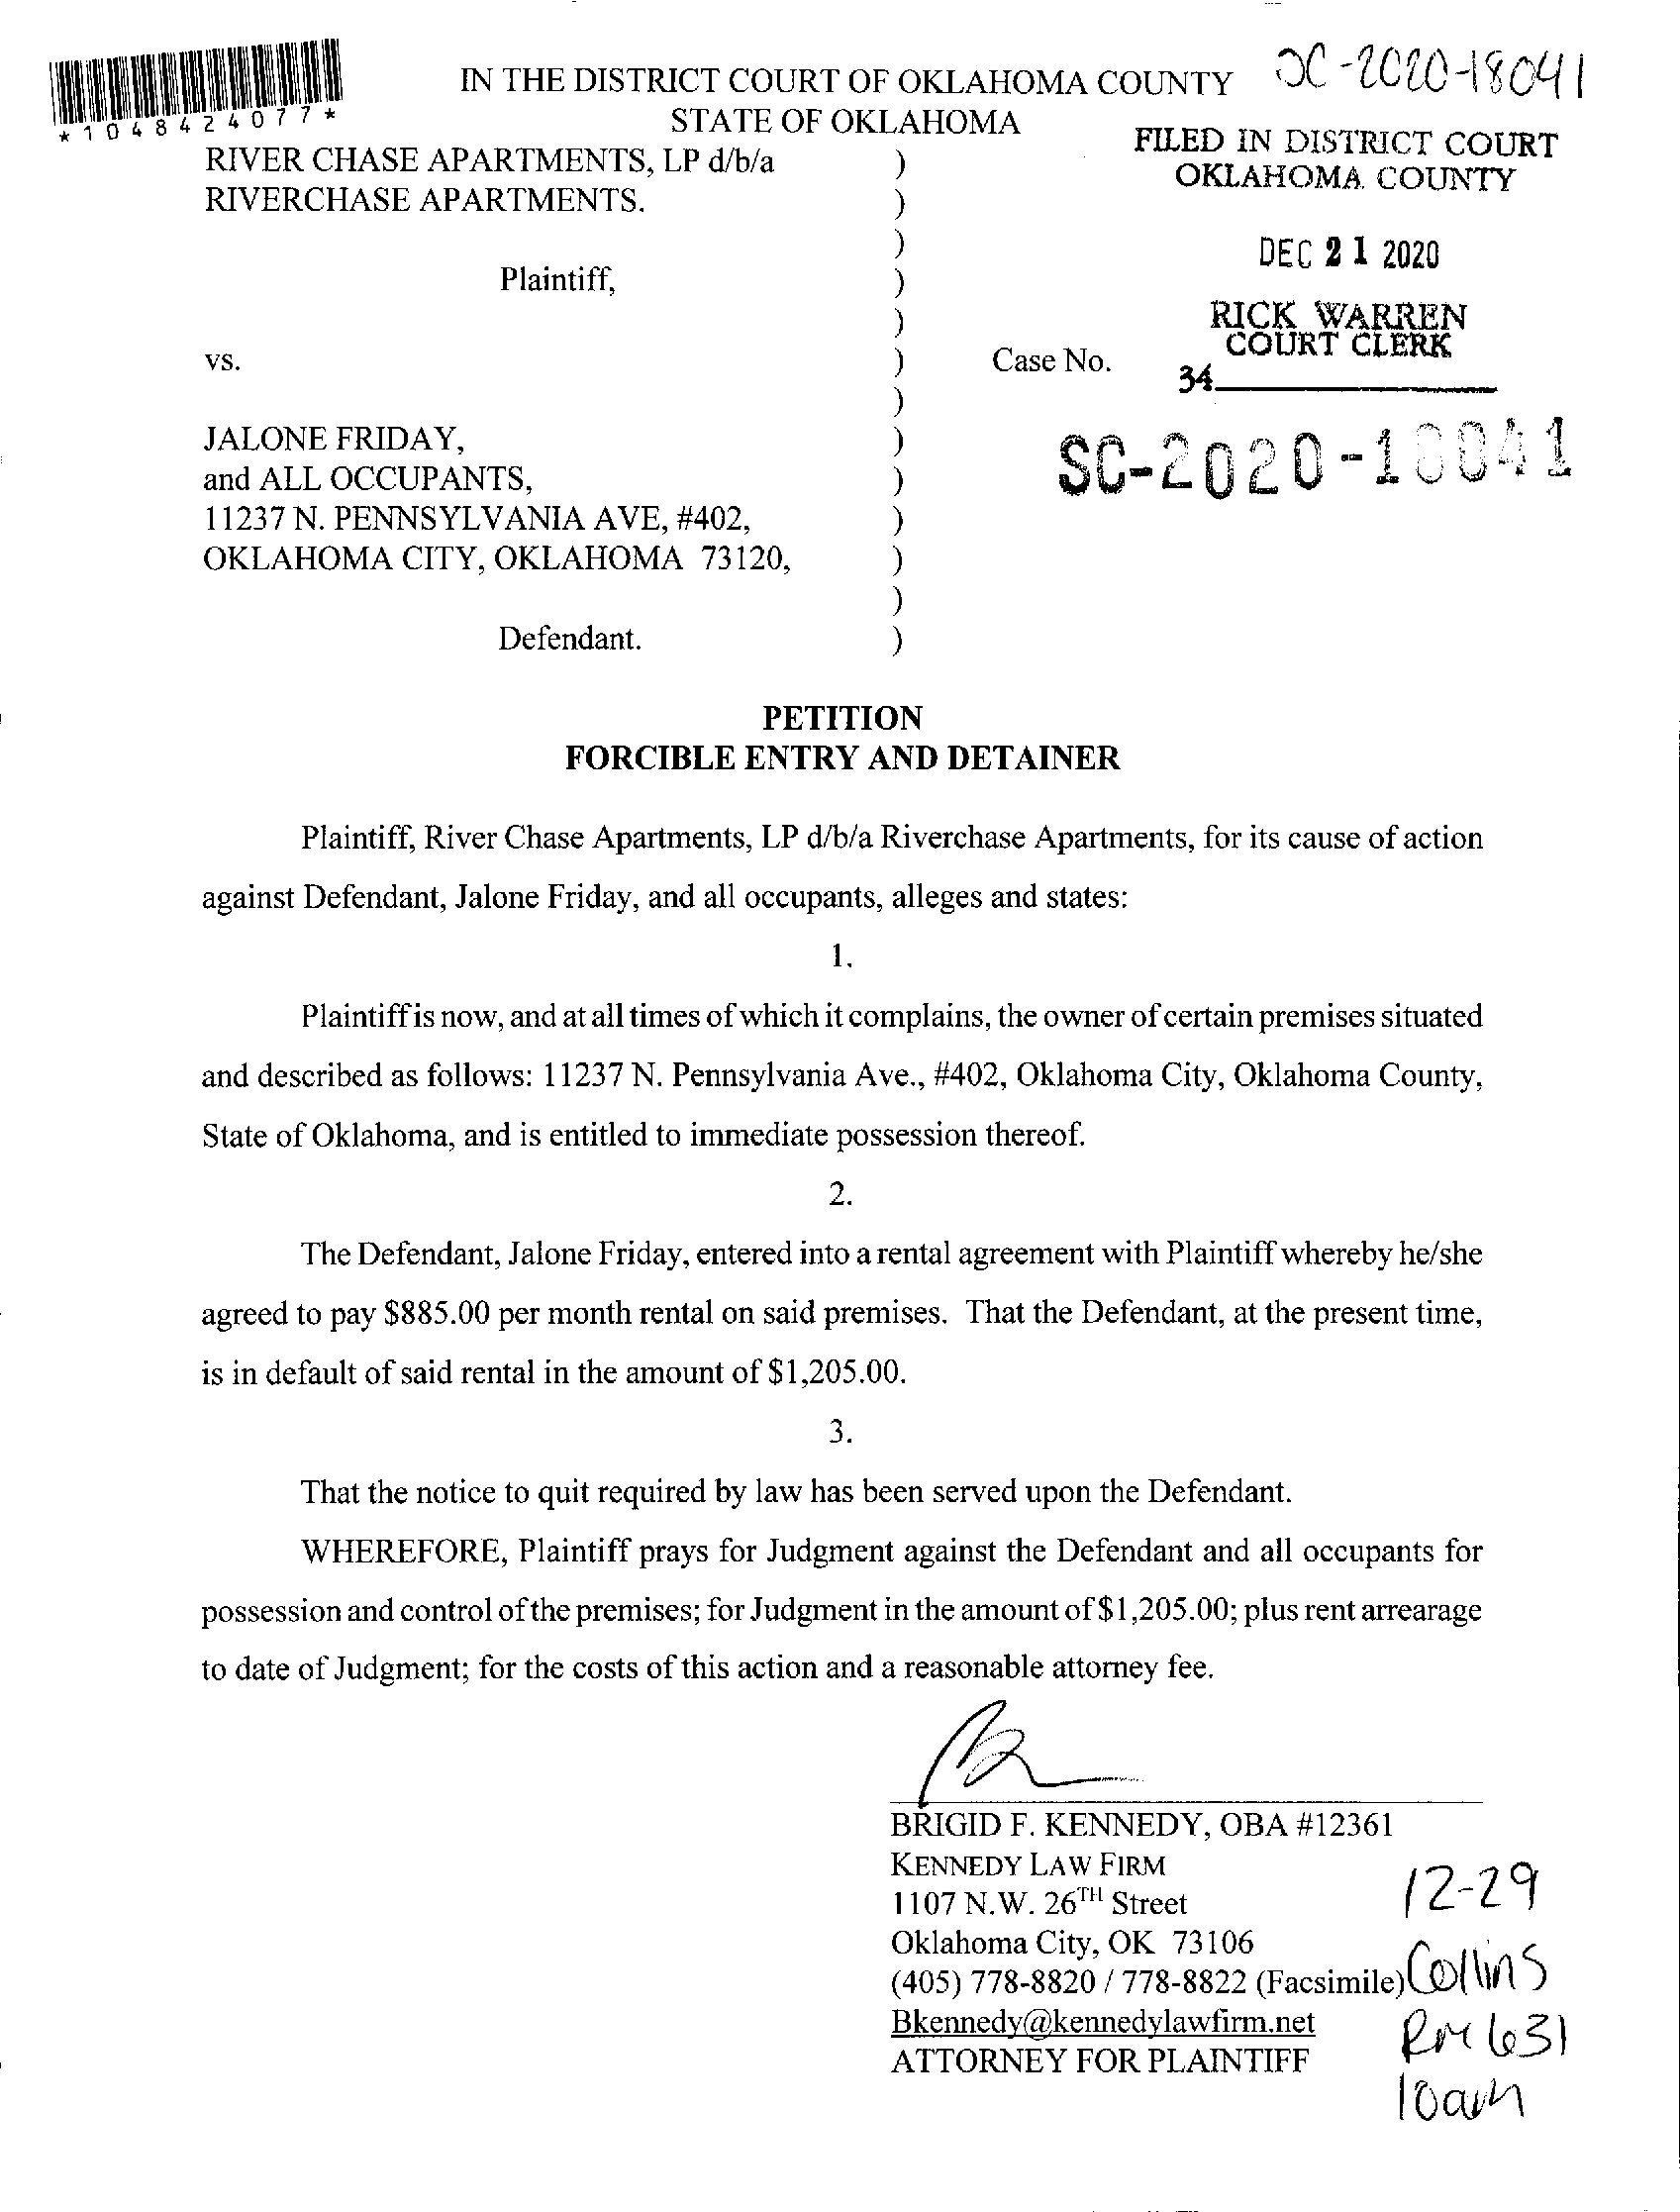 IN THE DISTRICT COURT OF OKLAHOMA COUNTY
SC-2020-18041
STATE OF OKLAHOMA
*1048424077*
FILED IN DISTRICT COURT
OKLAHOMA COUNTY
RIVER CHASE APARTMENTS, LP d/b/a )
RIVERCHASE APARTMENTS. )
)
DEC 21 2020
Plaintiff, )
)
RICK WARREN
COURT CLERK
vs. ) Case No.
34
)
JALONE FRIDAY, )
SC-2020-18041
and ALL OCCUPANTS, )
11237 N. PENNSYLVANIA AVE, #402, )
OKLAHOMA CITY, OKLAHOMA 73120, )
)
Defendant. )
PETITION
FORCIBLE ENTRY AND DETAINER
Plaintiff, River Chase Apartments, LP d/b/a Riverchase Apartments, for its cause of action
against Defendant, Jalone Friday, and all occupants, alleges and states:
1.
Plaintiff is now, and at all times of which it complains, the owner of certain premises situated
and described as follows: 11237 N. Pennsylvania Ave., #402, Oklahoma City, Oklahoma County,
State of Oklahoma, and is entitled to immediate possession thereof.
2.
The Defendant, Jalone Friday, entered into a rental agreement with Plaintiff whereby he/she
agreed to pay $885.00 per month rental on said premises. That the Defendant, at the present time,
is in default of said rental in the amount of $1,205.00.
3.
That the notice to quit required by law has been served upon the Defendant.
WHEREFORE, Plaintiff prays for Judgment against the Defendant and all occupants for
possession and control of the premises; for Judgment in the amount of $1,205.00; plus rent arrearage
to date of Judgment; for the costs of this action and a reasonable attorney fee.
BRIGID F. KENNEDY, OBA #12361
KENNEDY LAW FIRM
1107 N.W. 26TH Street
Oklahoma City, OK 73106
(405) 778-8820 / 778-8822 (Facsimile)
Bkennedy@kennedylawfirm.net
ATTORNEY FOR PLAINTIFF
12-29
Collins
Rm 631
10am